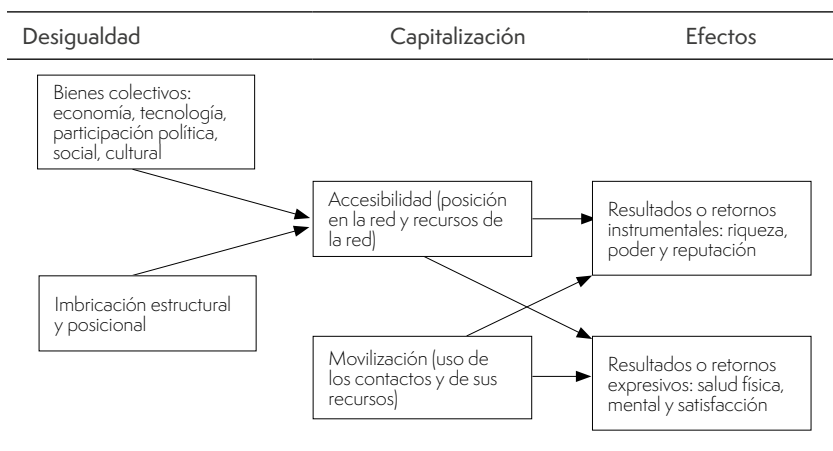 Desigualdad
Capitalización
Efectos
Bienes colectivos:
economía, tecnología,
participación política,
social, cultural
Imbricación estructural
y posicional
Accesibilidad (posición
en la red y recursos de
la red)
Movilización (uso de
los contactos y de sus
recursos)
Resultados o retornos
instrumentales: riqueza,
poder y reputación
Resultados o retornos
expresivos: salud física,
mental y satisfacción